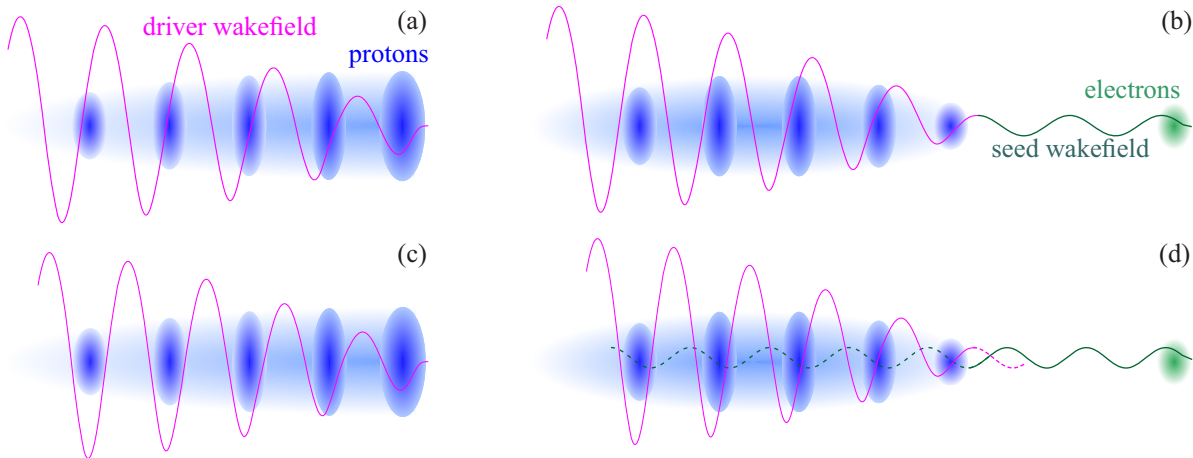 driver wakefield
(a)
protons
(b)
electrons
seed wakefield
(c)
(d)